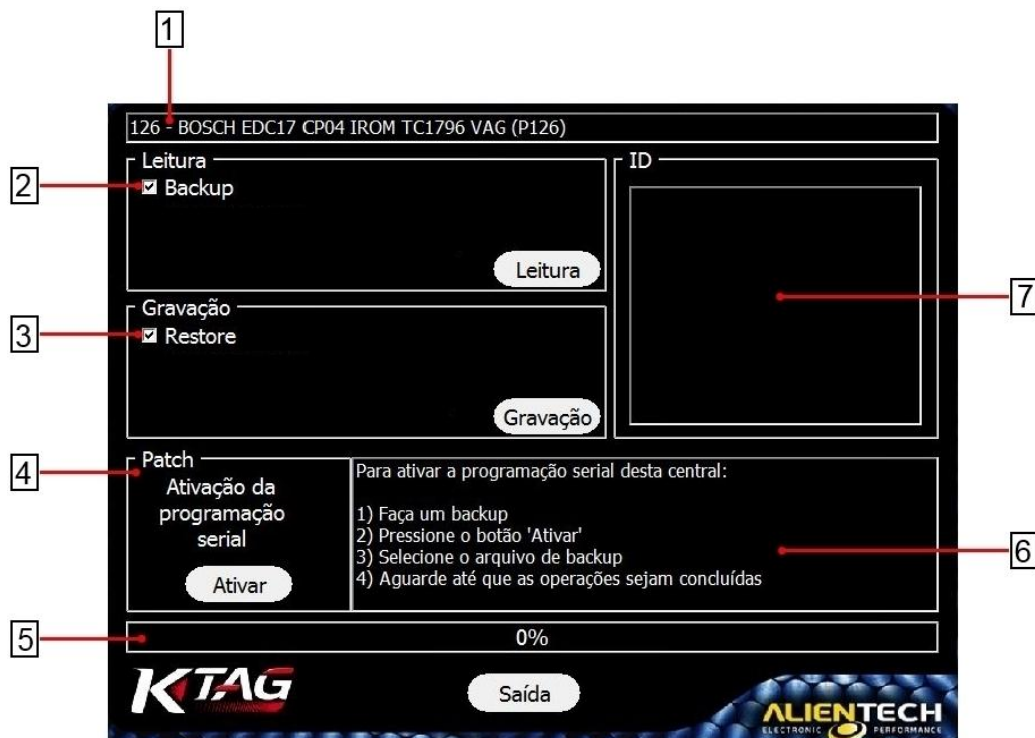 1
126 - BOSCH EDC17 CP04 IROM TC1796 VAG (P126)
Leitura
ID
2
Backup
Leitura
7
Gravação
3
Restore
Gravação
4
Patch
Ativação da
programação
serial
Ativar
Para ativar a programação serial desta central:
1) Faça um backup
2) Pressione o botão 'Ativar'
3) Selecione o arquivo de backup
4) Aguarde até que as operações sejam concluídas
6
5
0%
KTAG
Saída
ALIENTECH
ELECTRONIC PERFORMANCE